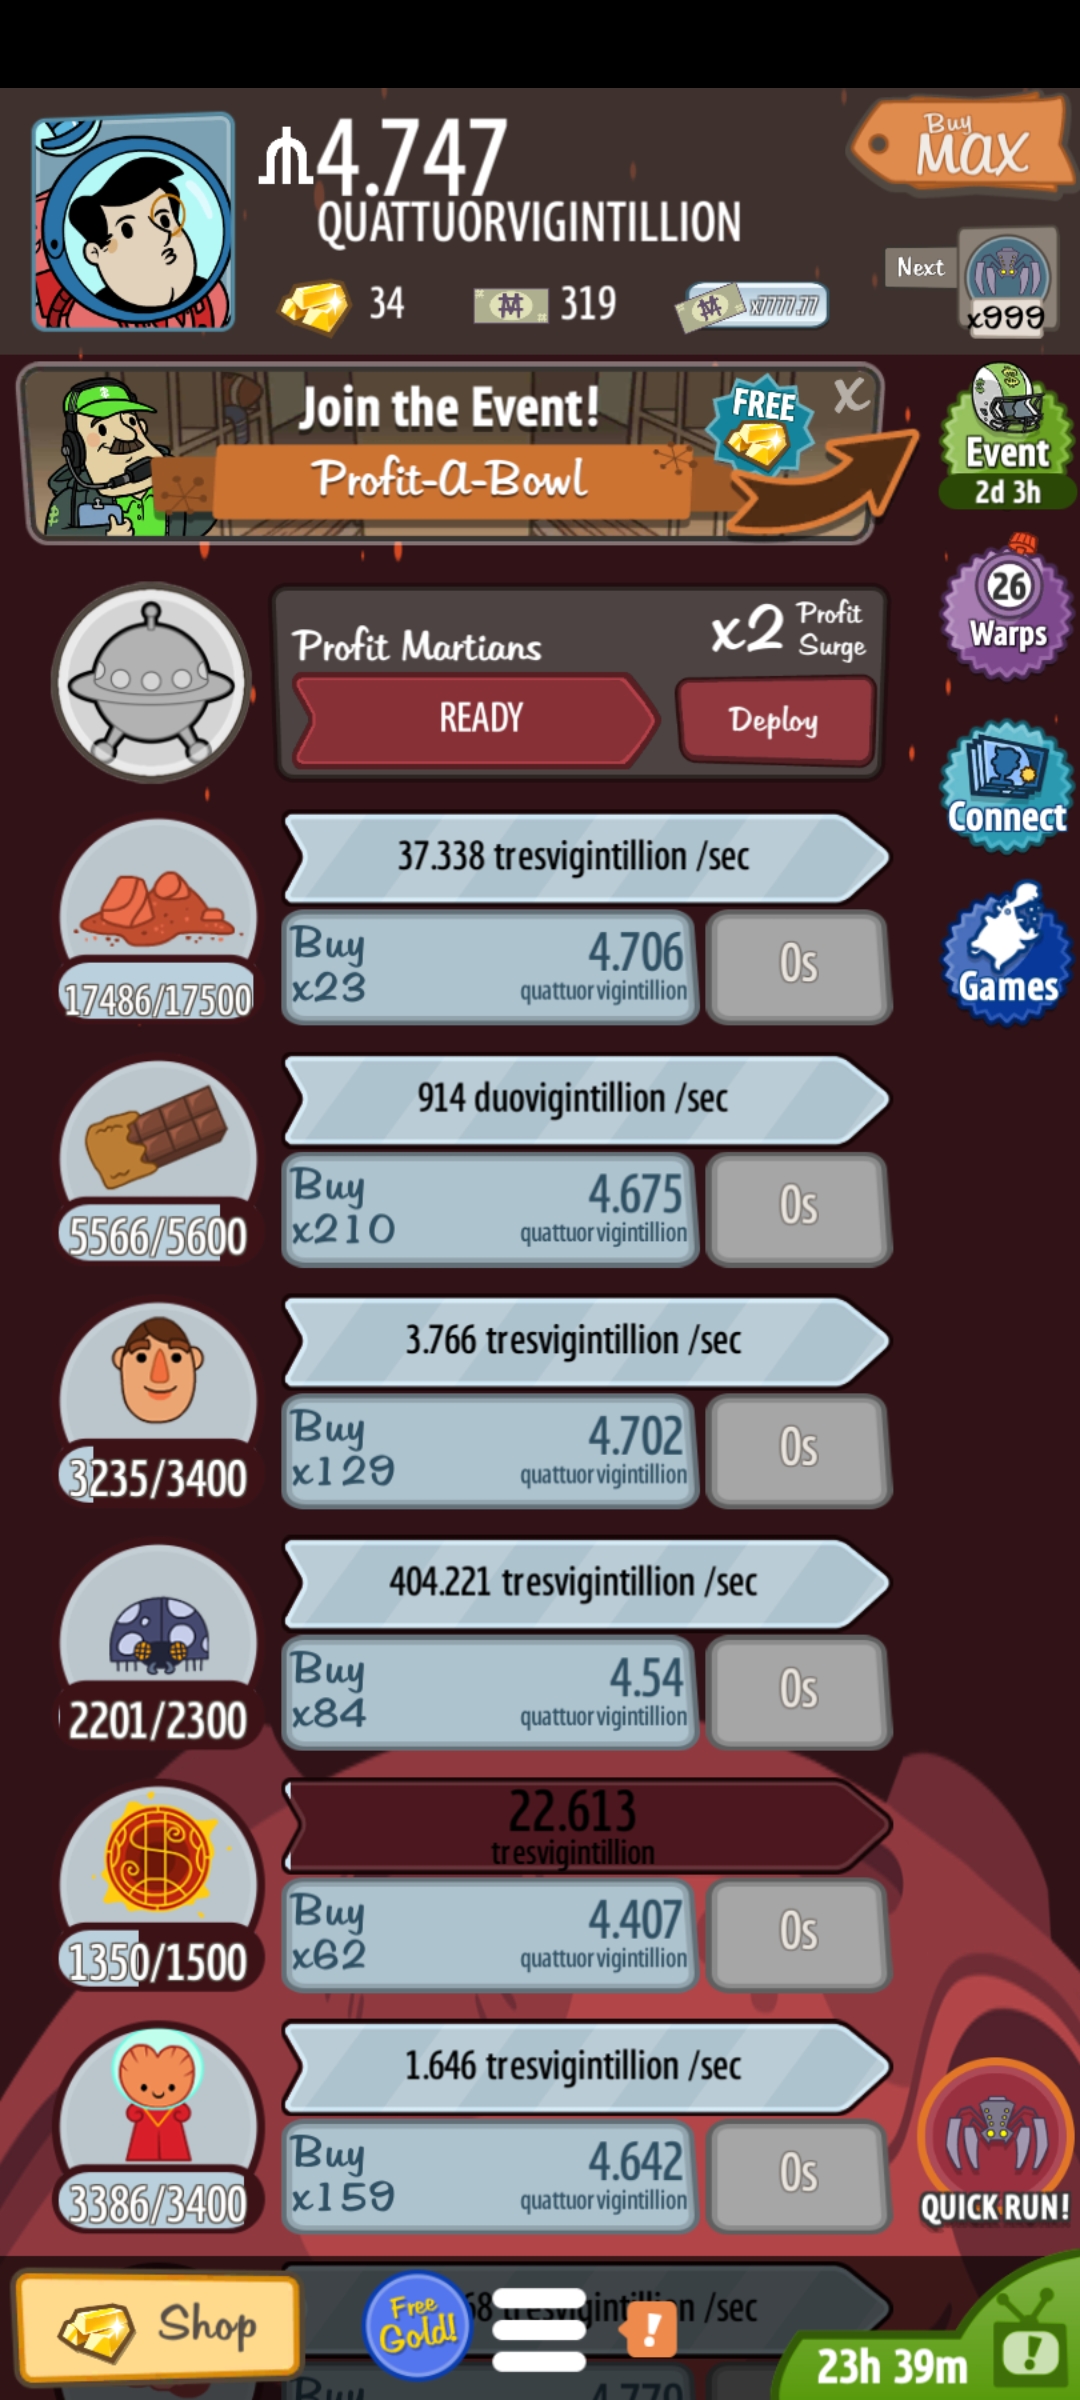 4.747
QUATTUORVIGINTILLION
Buy
MAX
34
319
x7777.77
Next
x999
Join the Event!
Profit-A-Bowl
FREE
X
Event
2d 3h
Profit Martians
x2 Profit
Surge
READY
Deploy
26
Warps
Connect
Games
37.338 tresvigintillion /sec
17486/17500
Buy
x23
4.706
quattuorvigintillion
0s
914 duovigintillion /sec
5566/5600
Buy
x210
4.675
quattuorvigintillion
0s
3.766 tresvigintillion /sec
3235/3400
Buy
x129
4.702
quattuorvigintillion
0s
404.221 tresvigintillion /sec
2201/2300
Buy
x84
4.54
quattuorvigintillion
0s
22.613
tresvigintillion
1350/1500
Buy
x62
4.407
quattuorvigintillion
0s
1.646 tresvigintillion /sec
3386/3400
Buy
x159
4.642
quattuorvigintillion
0s
QUICK RUN!
Shop
Free
Gold!
/sec
!
23h 39m
!
Buy
4.770